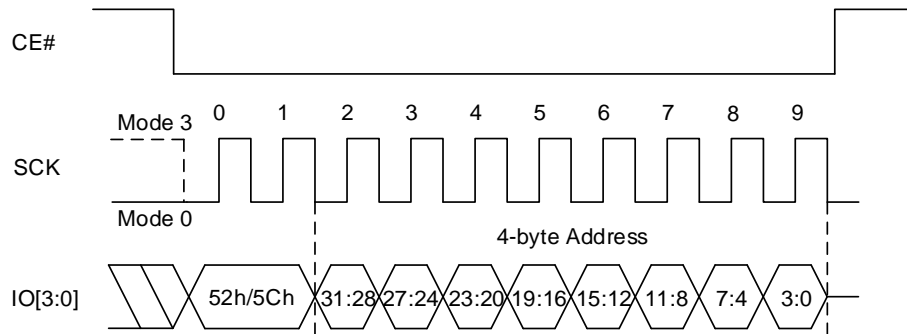 CE#
0 1 2 3 4 5 6 7 8 9
Mode 3
SCK
Mode 0
4-byte Address
IO[3:0] 52h/5Ch 31:28 27:24 23:20 19:16 15:12 11:8 7:4 3:0